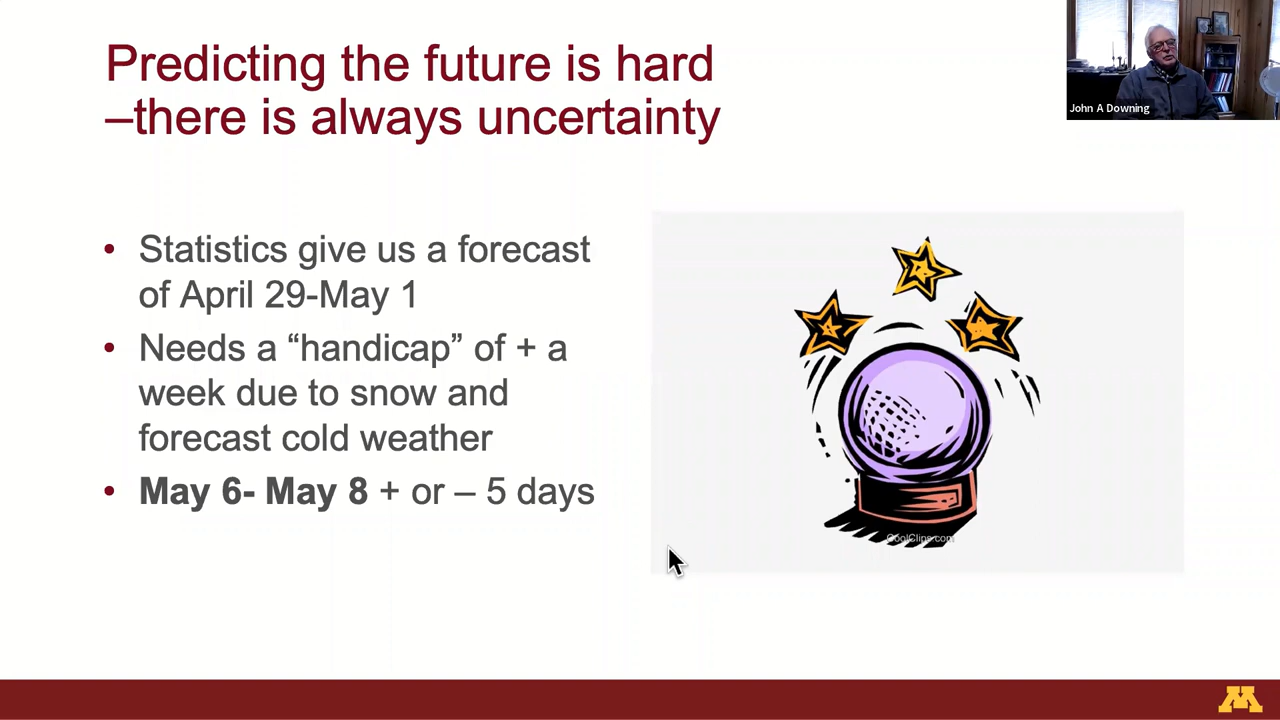 Predicting the future is hard
–there is always uncertainty
John A Downing
• Statistics give us a forecast
of April 29-May 1
• Needs a “handicap” of + a
week due to snow and
forecast cold weather
• May 6- May 8 + or – 5 days
CoolClips.com
M